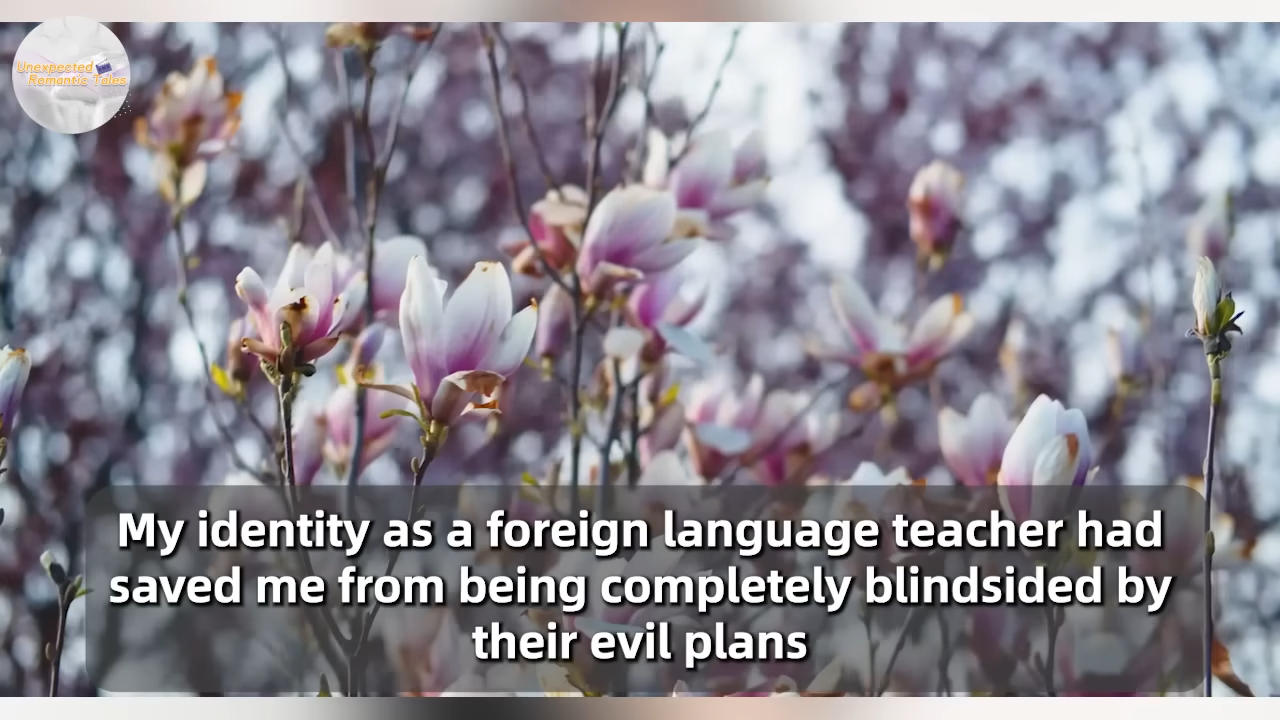 Unexpected
Romantic Tales
My identity as a foreign language teacher had
saved me from being completely blindsided by
their evil plans